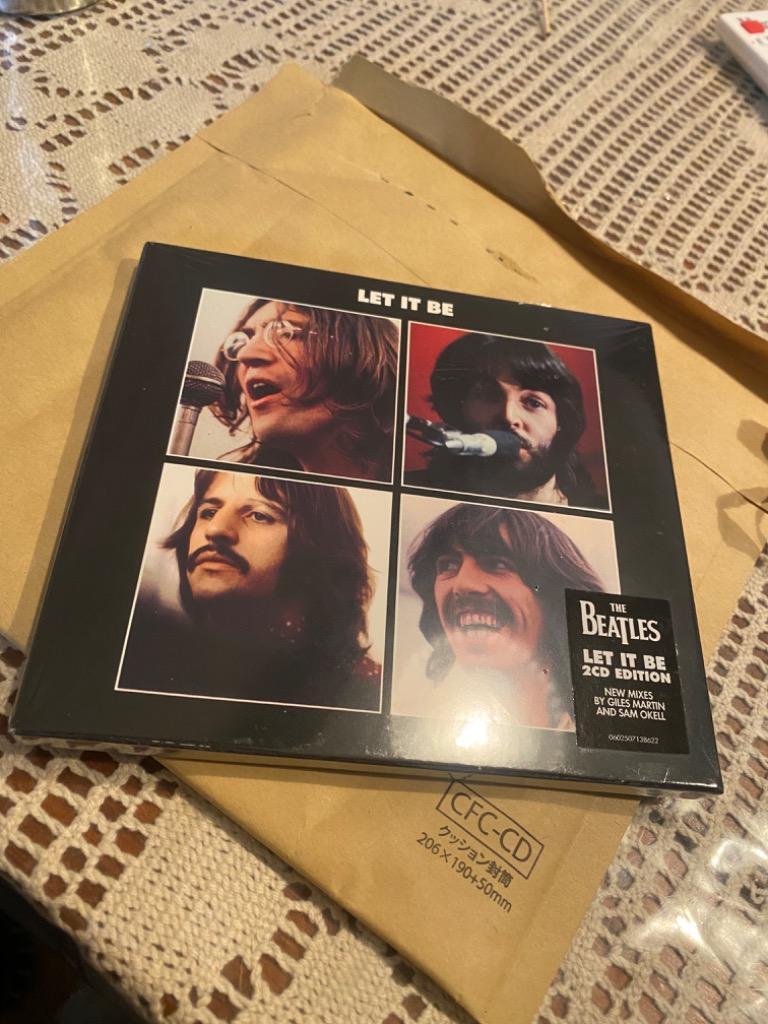 LET IT BE
THE
BEATLES
LET IT BE
2CD EDITION
NEW MIXES
BY GILES MARTIN
AND SAM OKELL
0602507138622
CFC-CD
クッション封筒
206×190+50mm